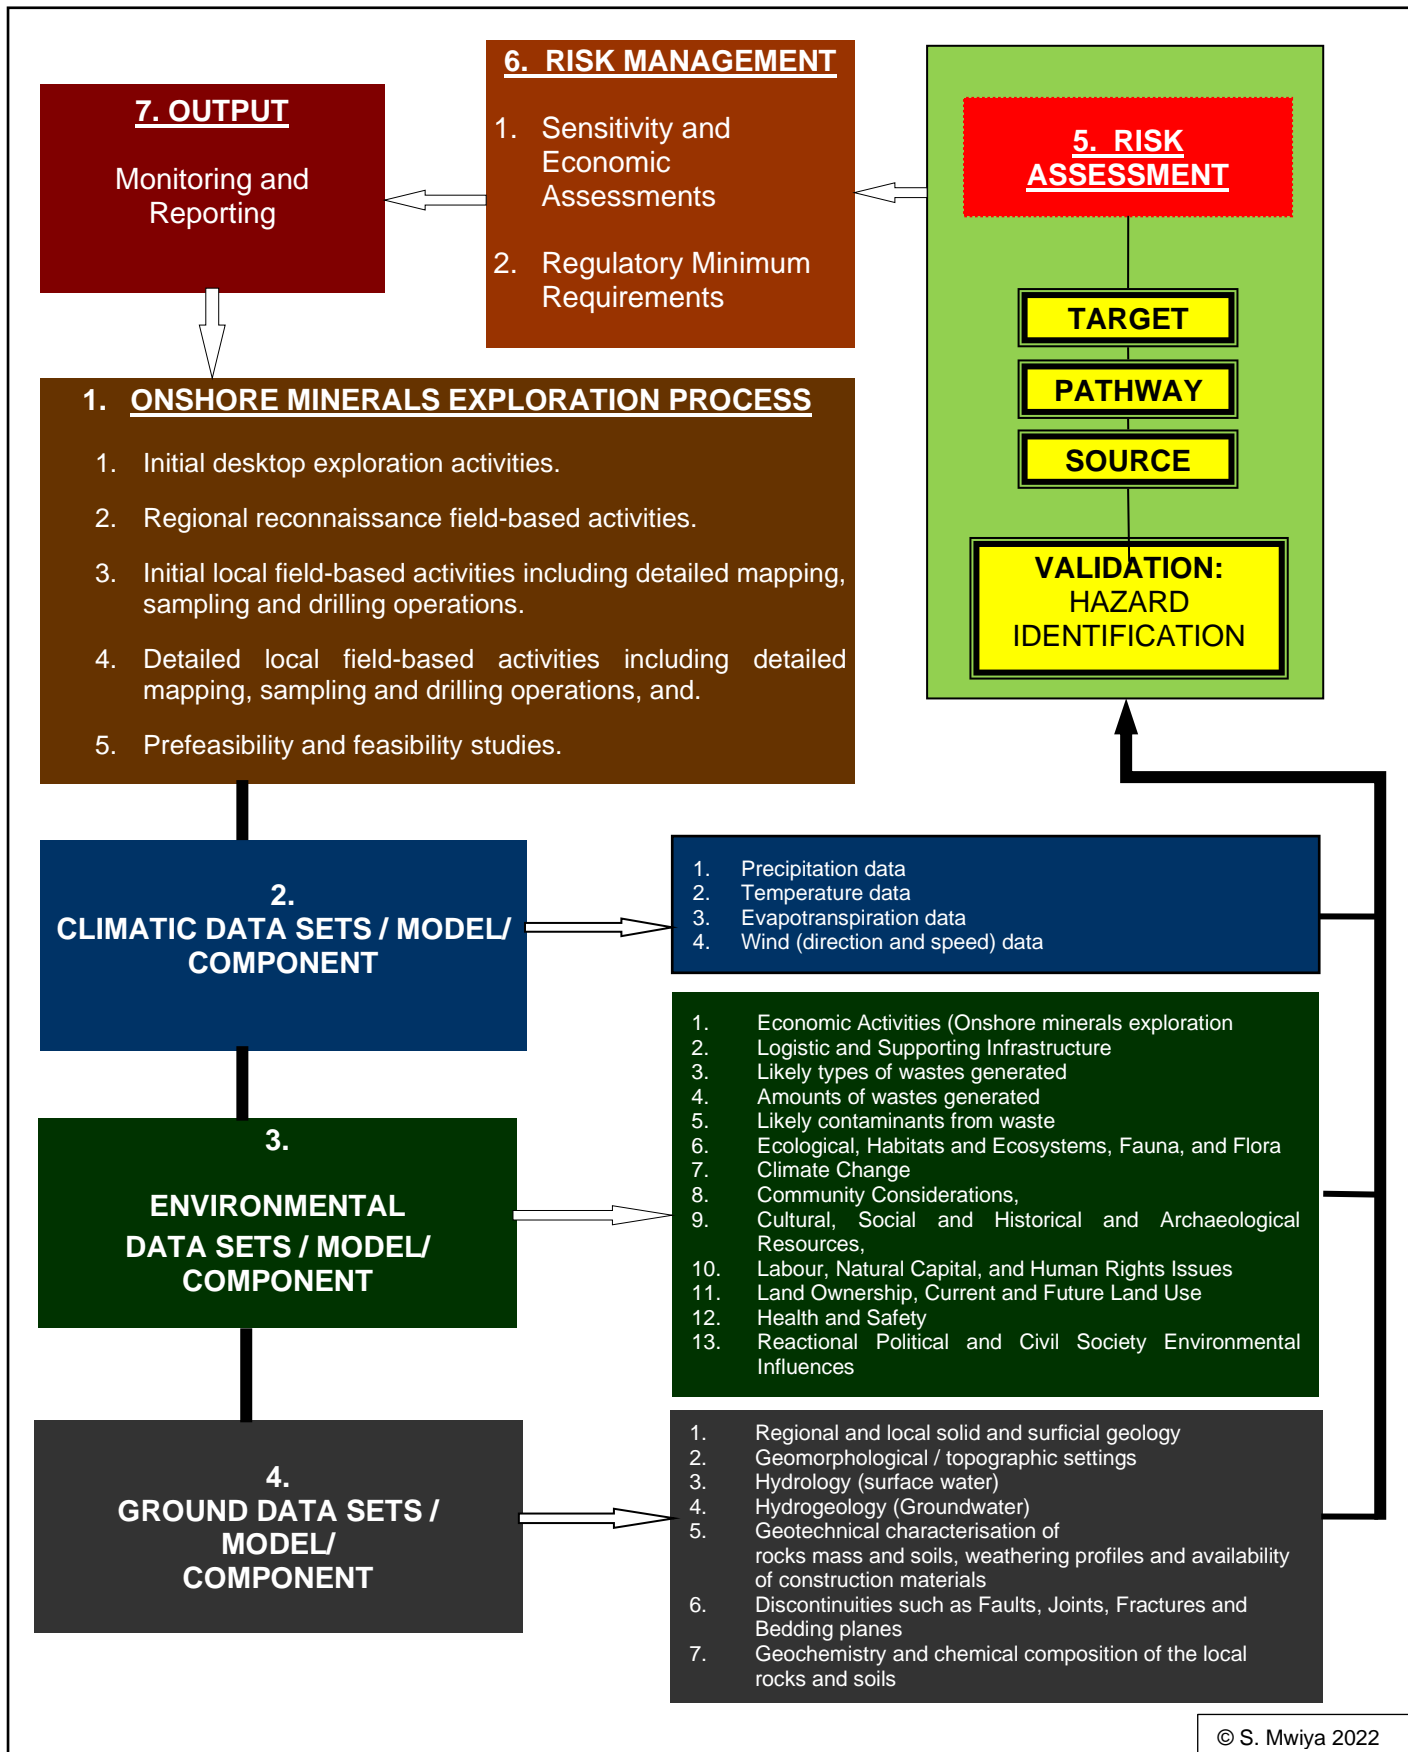 7. OUTPUT
Monitoring and
Reporting
6. RISK MANAGEMENT
1. Sensitivity and
Economic
Assessments
2. Regulatory Minimum
Requirements
5. RISK
ASSESSMENT
TARGET
PATHWAY
SOURCE
VALIDATION:
HAZARD
IDENTIFICATION
1. ONSHORE MINERALS EXPLORATION PROCESS
1. Initial desktop exploration activities.
2. Regional reconnaissance field-based activities.
3. Initial local field-based activities including detailed mapping,
sampling and drilling operations.
4. Detailed local field-based activities including detailed
mapping, sampling and drilling operations, and.
5. Prefeasibility and feasibility studies.
2.
CLIMATIC DATA SETS / MODEL/
COMPONENT
1. Precipitation data
2. Temperature data
3. Evapotranspiration data
4. Wind (direction and speed) data
3.
ENVIRONMENTAL
DATA SETS / MODEL/
COMPONENT
1. Economic Activities (Onshore minerals exploration
2. Logistic and Supporting Infrastructure
3. Likely types of wastes generated
4. Amounts of wastes generated
5. Likely contaminants from waste
6. Ecological, Habitats and Ecosystems, Fauna, and Flora
7. Climate Change
8. Community Considerations,
9. Cultural, Social and Historical and Archaeological
Resources,
10. Labour, Natural Capital, and Human Rights Issues
11. Land Ownership, Current and Future Land Use
12. Health and Safety
13. Reactional Political and Civil Society Environmental
Influences
4.
GROUND DATA SETS /
MODEL/
COMPONENT
1. Regional and local solid and surficial geology
2. Geomorphological / topographic settings
3. Hydrology (surface water)
4. Hydrogeology (Groundwater)
5. Geotechnical characterisation of
rocks mass and soils, weathering profiles and availability
of construction materials
6. Discontinuities such as Faults, Joints, Fractures and
Bedding planes
7. Geochemistry and chemical composition of the local
rocks and soils
© S. Mwiya 2022